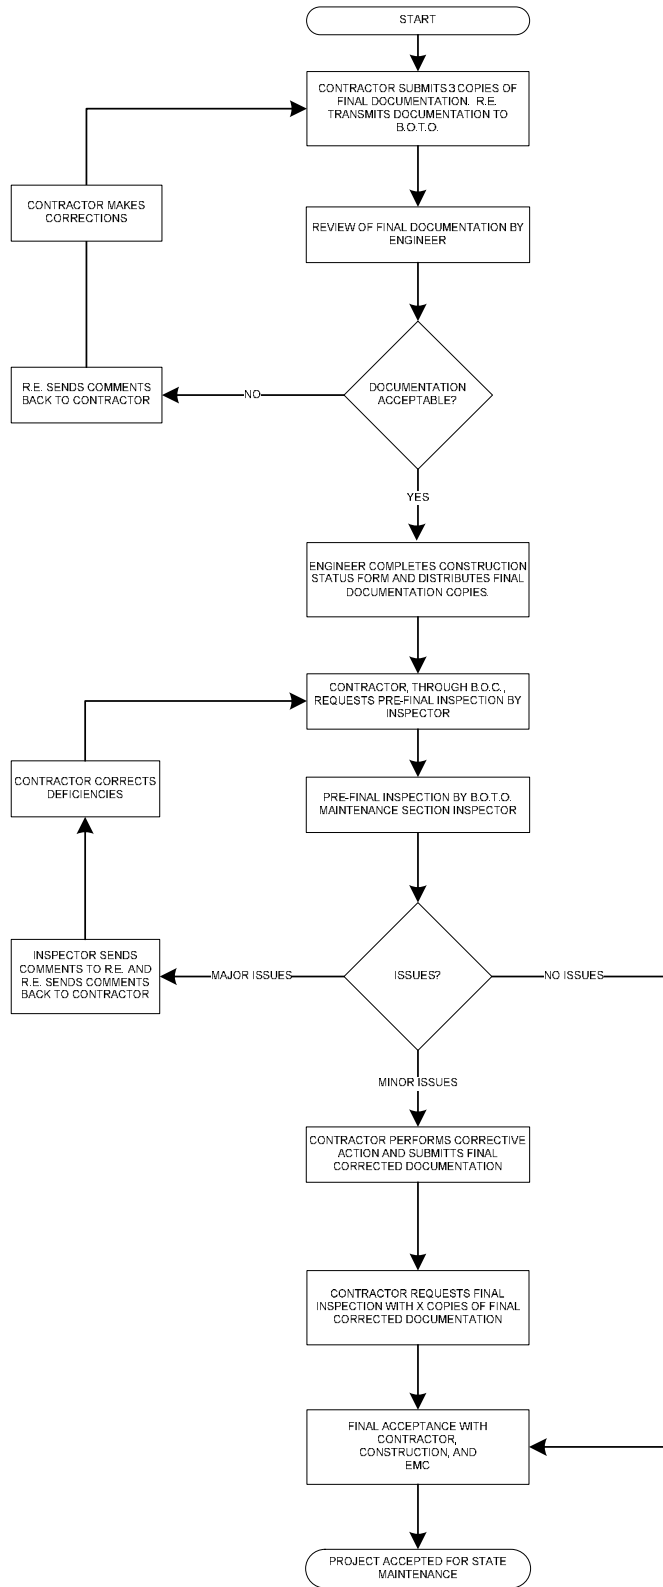 START
CONTRACTOR SUBMITS 3 COPIES OF
FINAL DOCUMENTATION. R.E.
TRANSMITS DOCUMENTATION TO
B.O.T.O.
CONTRACTOR MAKES
CORRECTIONS
REVIEW OF FINAL DOCUMENTATION BY
ENGINEER
R.E. SENDS COMMENTS
BACK TO CONTRACTOR
NO
DOCUMENTATION
ACCEPTABLE?
YES
ENGINEER COMPLETES CONSTRUCTION
STATUS FORM AND DISTRIBUTES FINAL
DOCUMENTATION COPIES.
CONTRACTOR, THROUGH B.O.C.,
REQUESTS PRE-FINAL INSPECTION BY
INSPECTOR
CONTRACTOR CORRECTS
DEFICIENCIES
PRE-FINAL INSPECTION BY B.O.T.O.
MAINTENANCE SECTION INSPECTOR
INSPECTOR SENDS
COMMENTS TO R.E. AND
R.E. SENDS COMMENTS
BACK TO CONTRACTOR
MAJOR ISSUES
ISSUES?
NO ISSUES
MINOR ISSUES
CONTRACTOR PERFORMS CORRECTIVE
ACTION AND SUBMITTS FINAL
CORRECTED DOCUMENTATION
CONTRACTOR REQUESTS FINAL
INSPECTION WITH X COPIES OF FINAL
CORRECTED DOCUMENTATION
FINAL ACCEPTANCE WITH
CONTRACTOR,
CONSTRUCTION, AND
EMC
PROJECT ACCEPTED FOR STATE
MAINTENANCE